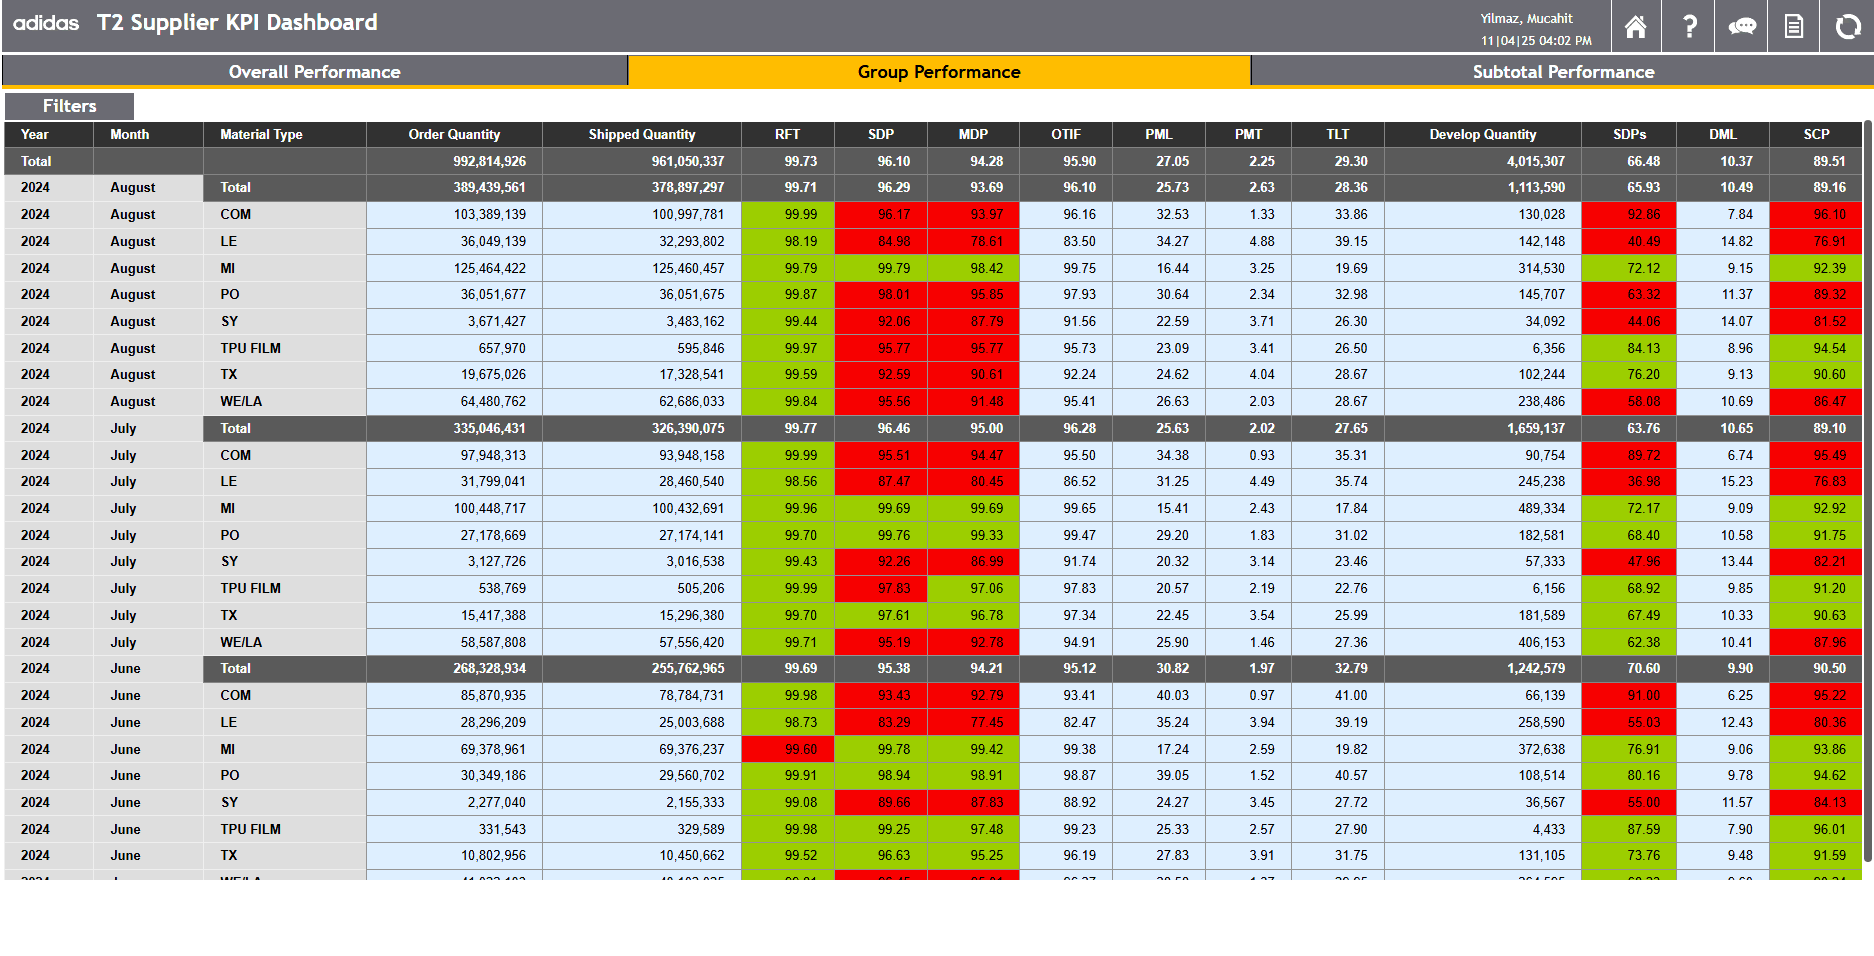 adidas T2 Supplier KPI Dashboard
Yilmaz, Mucahit
11|04|25 04:02 PM
?
Overall Performance Group Performance Subtotal Performance
Filters
Year Month Material Type Order Quantity Shipped Quantity RFT SDP MDP OTIF PML PMT TLT Develop Quantity SDPs DML SCP
Total 992,814,926 961,050,337 99.73 96.10 94.28 95.90 27.05 2.25 29.30 4,015,307 66.48 10.37 89.51
2024 August Total 389,439,561 378,897,297 99.71 96.29 93.69 96.10 25.73 2.63 28.36 1,113,590 65.93 10.49 89.16
2024 August COM 103,389,139 100,997,781 99.99 96.17 93.97 96.16 32.53 1.33 33.86 130,028 92.86 7.84 96.10
2024 August LE 36,049,139 32,293,802 98.19 84.98 78.61 83.50 34.27 4.88 39.15 142,148 40.49 14.82 76.91
2024 August MI 125,464,422 125,460,457 99.79 99.79 98.42 99.75 16.44 3.25 19.69 314,530 72.12 9.15 92.39
2024 August PO 36,051,677 36,051,675 99.87 98.01 95.85 97.93 30.64 2.34 32.98 145,707 63.32 11.37 89.32
2024 August SY 3,671,427 3,483,162 99.44 92.06 87.79 91.56 22.59 3.71 26.30 34,092 44.06 14.07 81.52
2024 August TPU FILM 657,970 595,846 99.97 95.77 95.77 95.73 23.09 3.41 26.50 6,356 84.13 8.96 94.54
2024 August TX 19,675,026 17,328,541 99.59 92.59 90.61 92.24 24.62 4.04 28.67 102,244 76.20 9.13 90.60
2024 August WE/LA 64,480,762 62,686,033 99.84 95.56 91.48 95.41 26.63 2.03 28.67 238,486 58.08 10.69 86.47
2024 July Total 335,046,431 326,390,075 99.77 96.46 95.00 96.28 25.63 2.02 27.65 1,659,137 63.76 10.65 89.10
2024 July COM 97,948,313 93,948,158 99.99 95.51 94.47 95.50 34.38 0.93 35.31 90,754 89.72 6.74 95.49
2024 July LE 31,799,041 28,460,540 98.56 87.47 80.45 86.52 31.25 4.49 35.74 245,238 36.98 15.23 76.83
2024 July MI 100,448,717 100,432,691 99.96 99.69 99.69 99.65 15.41 2.43 17.84 489,334 72.17 9.09 92.92
2024 July PO 27,178,669 27,174,141 99.70 99.76 99.33 99.47 29.20 1.83 31.02 182,581 68.40 10.58 91.75
2024 July SY 3,127,726 3,016,538 99.43 92.26 86.99 91.74 20.32 3.14 23.46 57,333 47.96 13.44 82.21
2024 July TPU FILM 538,769 505,206 99.99 97.83 97.06 97.83 20.57 2.19 22.76 6,156 68.92 9.85 91.20
2024 July TX 15,417,388 15,296,380 99.70 97.61 96.78 97.34 22.45 3.54 25.99 181,589 67.49 10.33 90.63
2024 July WE/LA 58,587,808 57,556,420 99.71 95.19 92.78 94.91 25.90 1.46 27.36 406,153 62.38 10.41 87.96
2024 June Total 268,328,934 255,762,965 99.69 95.38 94.21 95.12 30.82 1.97 32.79 1,242,579 70.60 9.90 90.50
2024 June COM 85,870,935 78,784,731 99.98 93.43 92.79 93.41 40.03 0.97 41.00 66,139 91.00 6.25 95.22
2024 June LE 28,296,209 25,003,688 98.73 83.29 77.45 82.47 35.24 3.94 39.19 258,590 55.03 12.43 80.36
2024 June MI 69,378,961 69,376,237 99.60 99.78 99.42 99.38 17.24 2.59 19.82 372,638 76.91 9.06 93.86
2024 June PO 30,349,186 29,560,702 99.91 98.94 98.91 98.87 39.05 1.52 40.57 108,514 80.16 9.78 94.62
2024 June SY 2,277,040 2,155,333 99.08 89.66 87.83 88.92 24.27 3.45 27.72 36,567 55.00 11.57 84.13
2024 June TPU FILM 331,543 329,589 99.98 99.25 97.48 99.23 25.33 2.57 27.90 4,433 87.59 7.90 96.01
2024 June TX 10,802,956 10,450,662 99.52 96.63 95.25 96.19 27.83 3.91 31.75 131,105 73.76 9.48 91.59